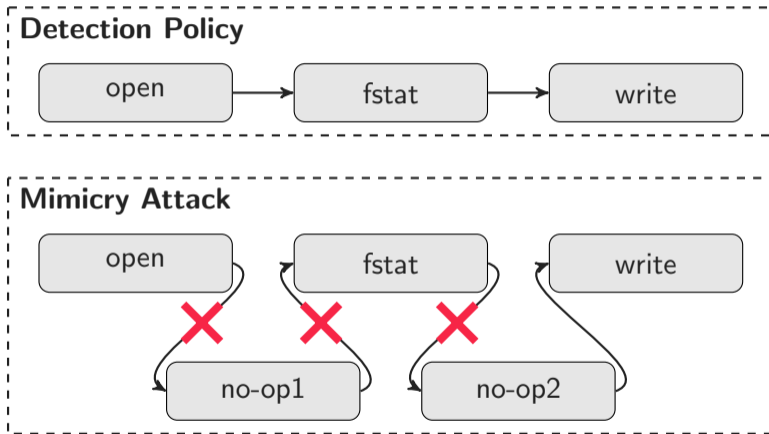 Detection Policy
open fstat write
Mimicry Attack
open fstat write
no-op1 no-op2